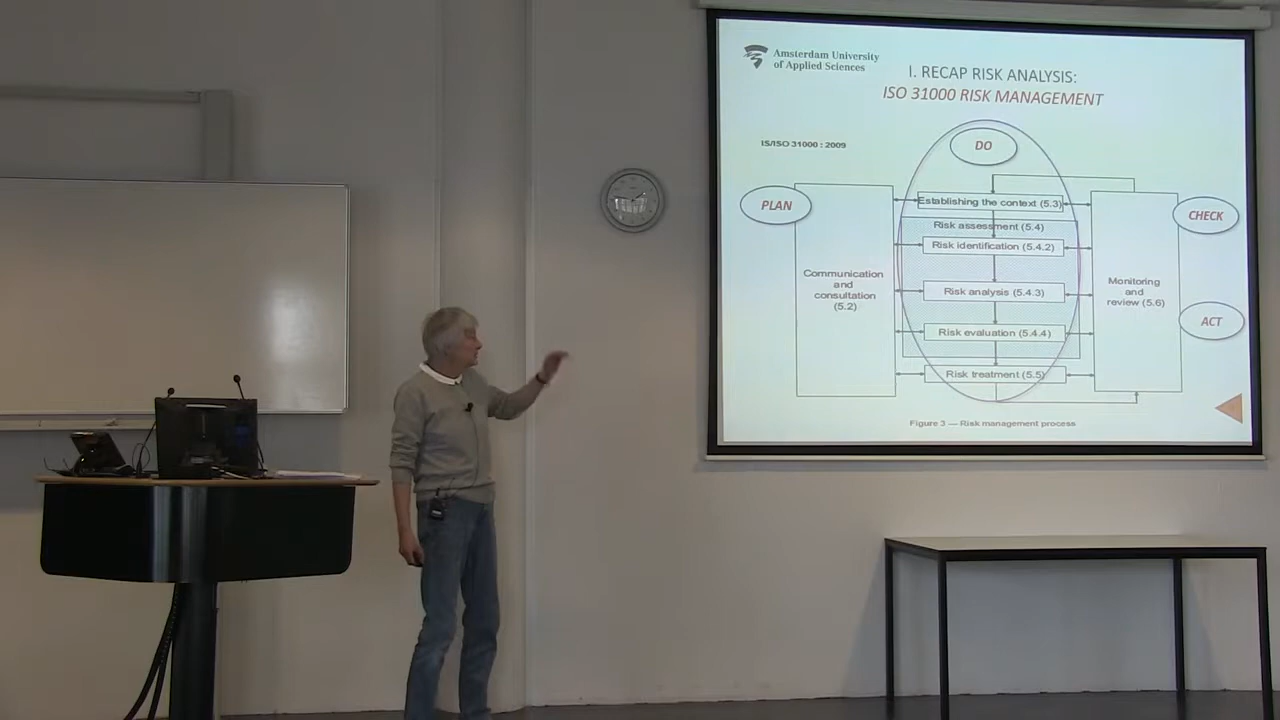 Amsterdam University
of Applied Sciences
I. RECAP RISK ANALYSIS:
ISO 31000 RISK MANAGEMENT
IS/ISO 31000 : 2009
DO
PLAN
CHECK
ACT
Establishing the context (5.3)
Risk assessment (5.4)
Risk identification (5.4.2)
Risk analysis (5.4.3)
Risk evaluation (5.4.4)
Risk treatment (5.5)
Communication
and
consultation
(5.2)
Monitoring
and
review (5.6)
Figure 3 — Risk management process